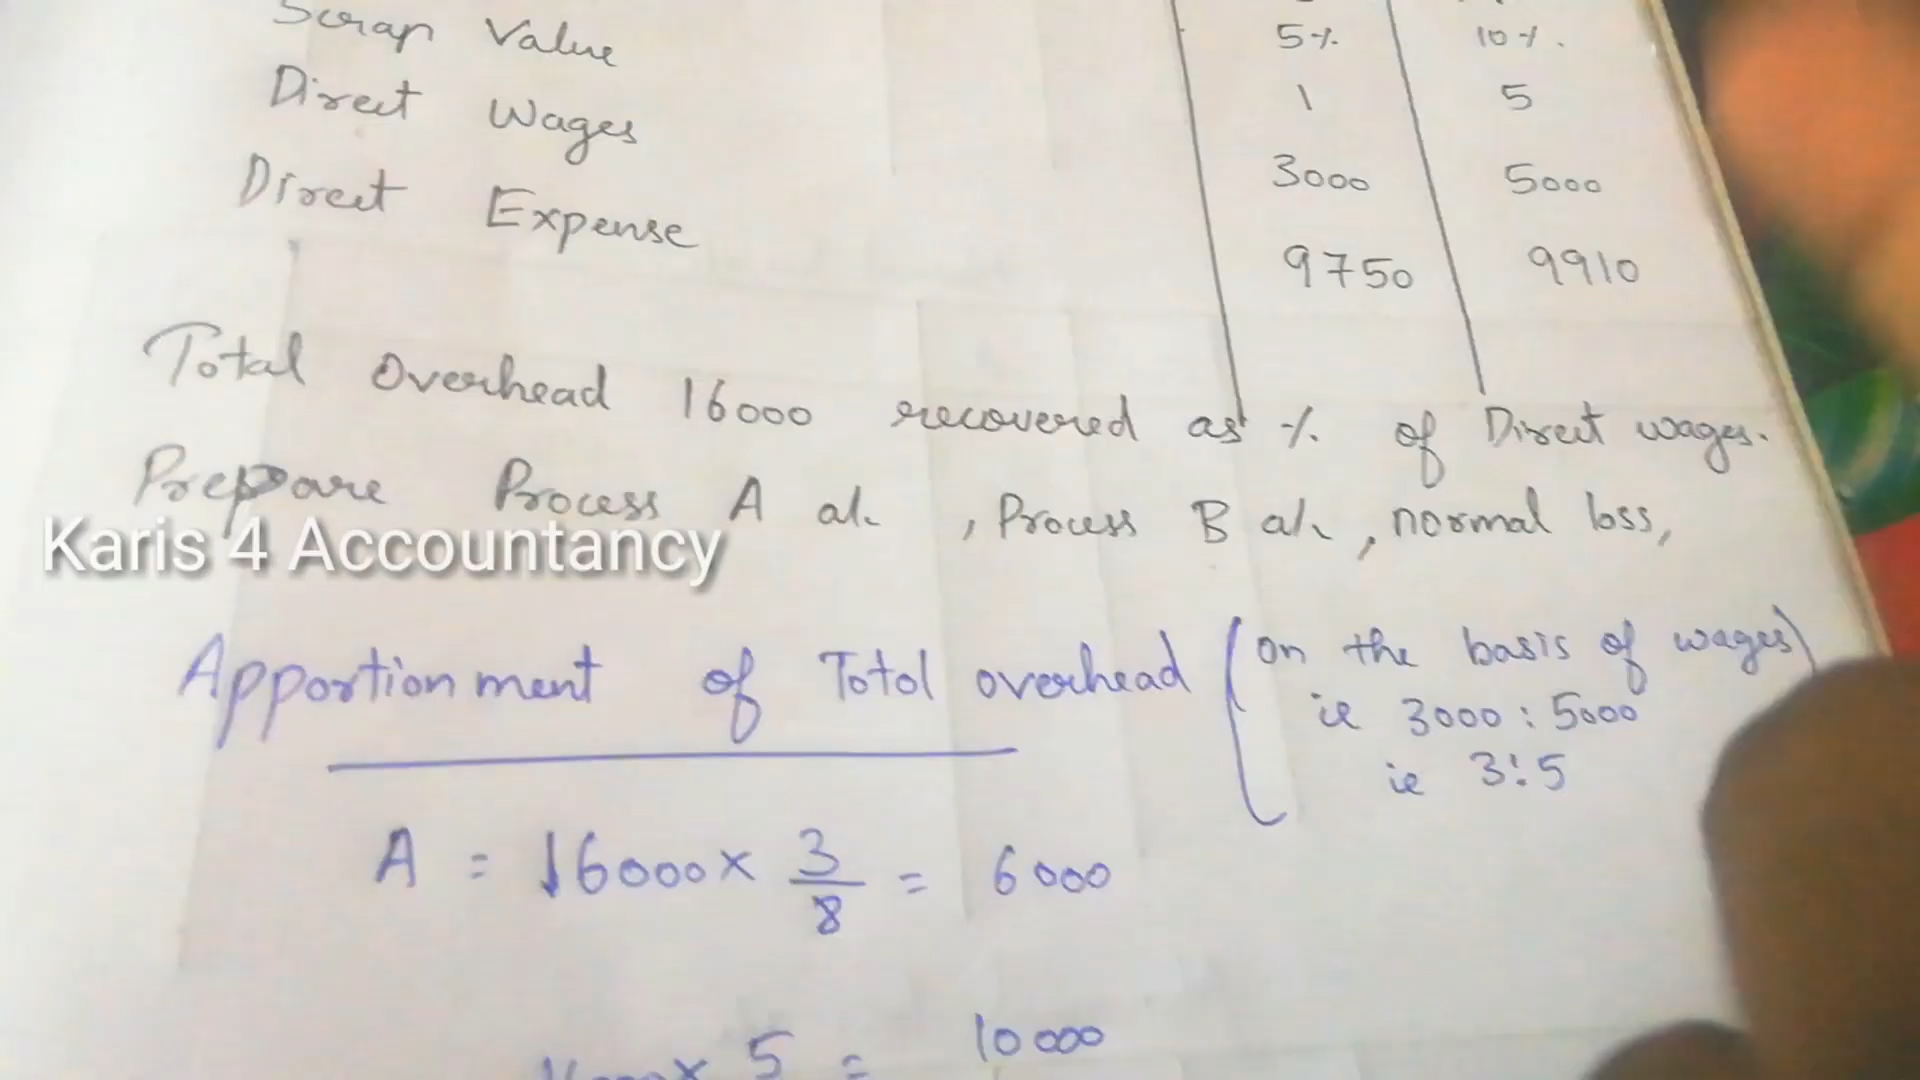 Scrap Value 5% 10%.
Direct Wages 1 5
Direct Expense 3000 5000
9750 9910
Total Overhead 16000 recovered as % of Direct wages.
Prepare Process A a/c, Process B a/c, normal loss,
Karis 4 Accountancy
Apportionment of Total overhead (on the basis of wages)
ie 3000:5000
ie 3:5
A = 16000 x 3/8 = 6000
x 5 = 10000